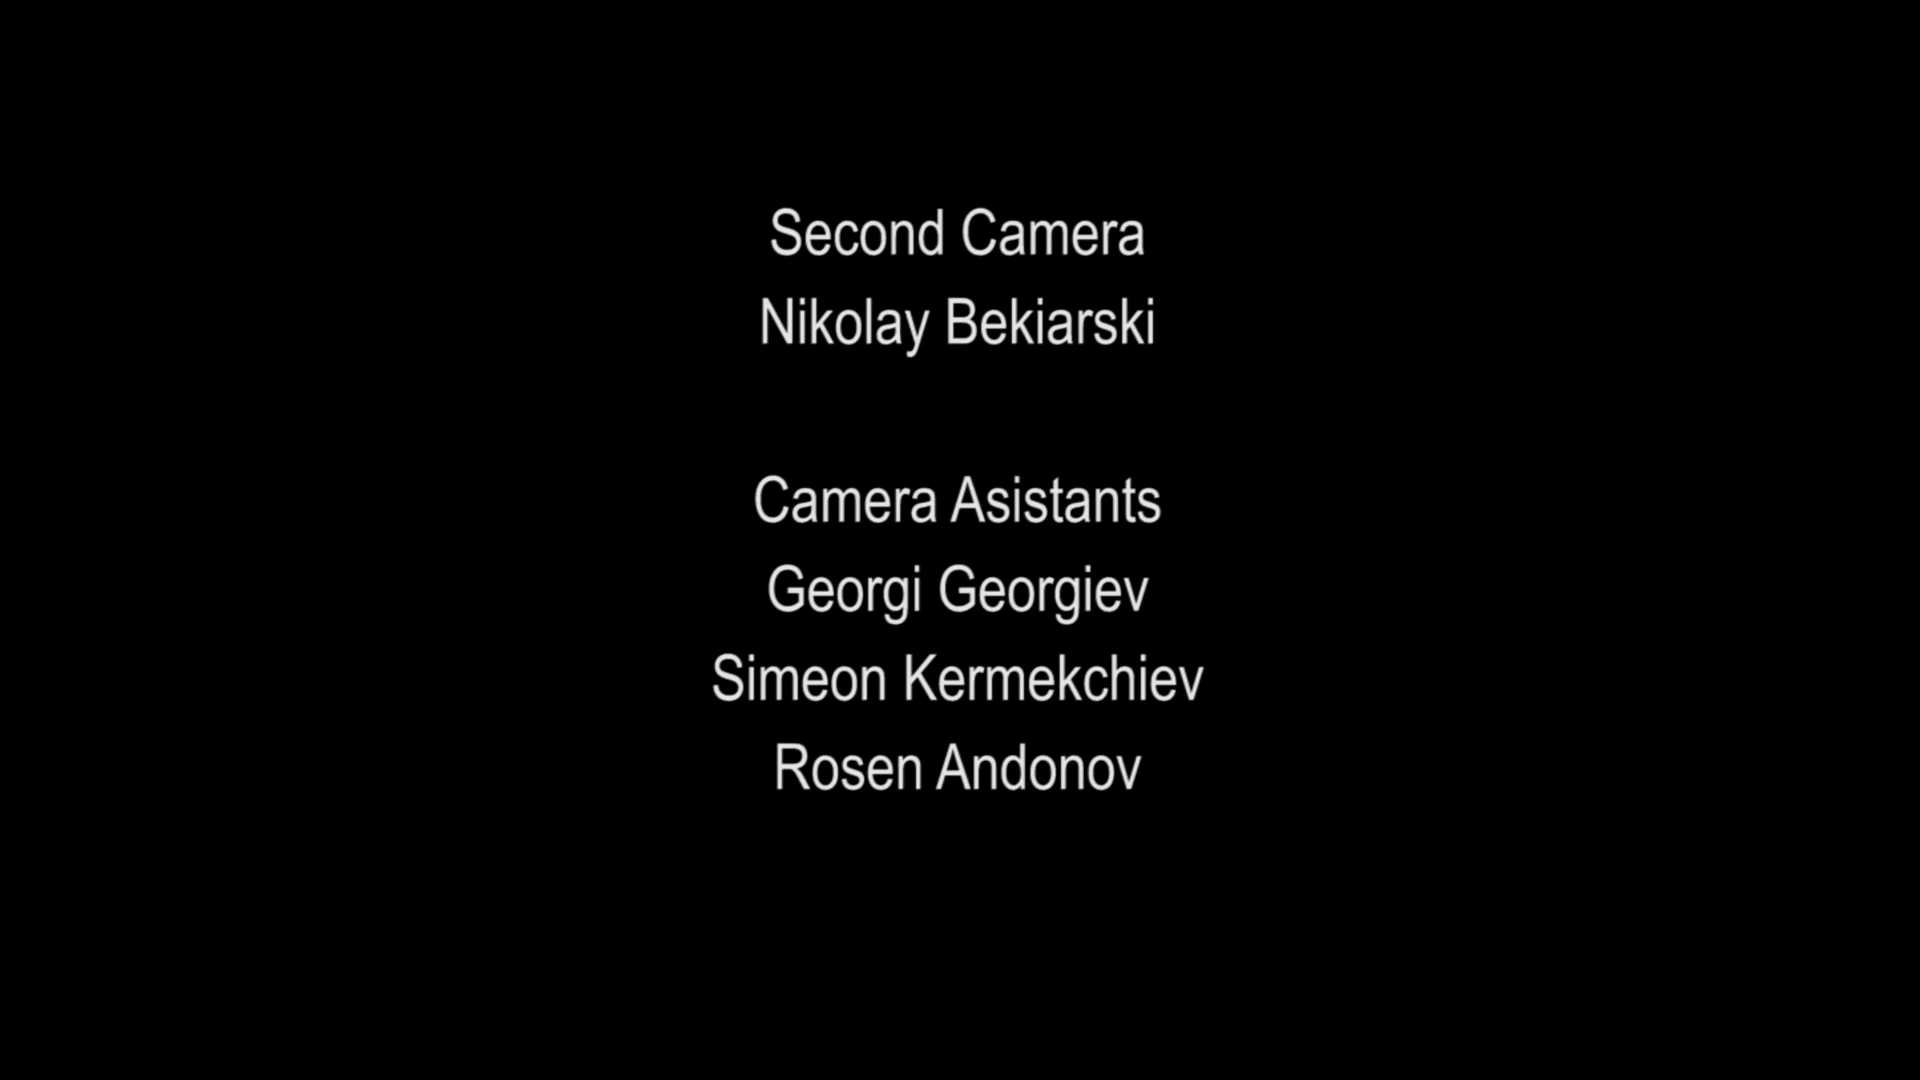 Second Camera
Nikolay Bekiarski
Camera Asistants
Georgi Georgiev
Simeon Kermekchiev
Rosen Andonov